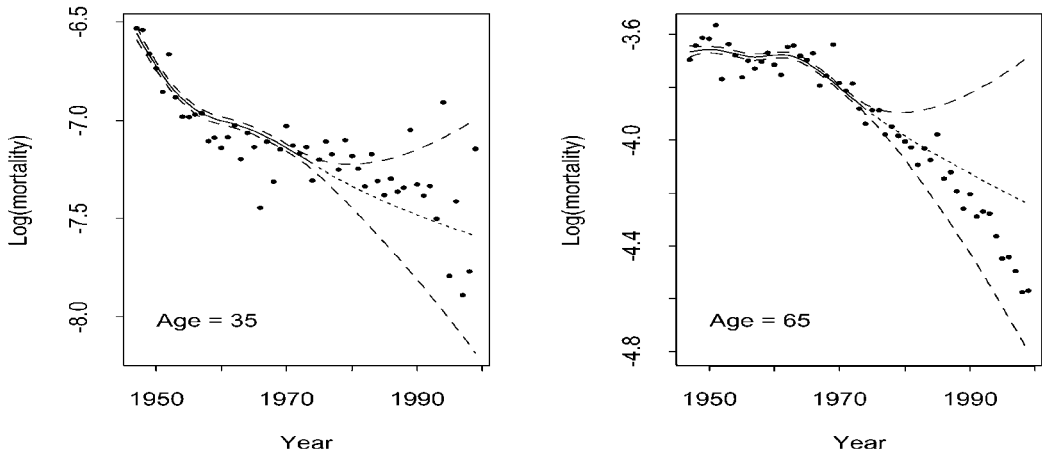 Log(mortality)
-6.5
-7.0
-7.5
-8.0
Age = 35
1950 1970 1990
Year
Log(mortality)
-3.6
-4.0
-4.4
-4.8
Age = 65
1950 1970 1990
Year